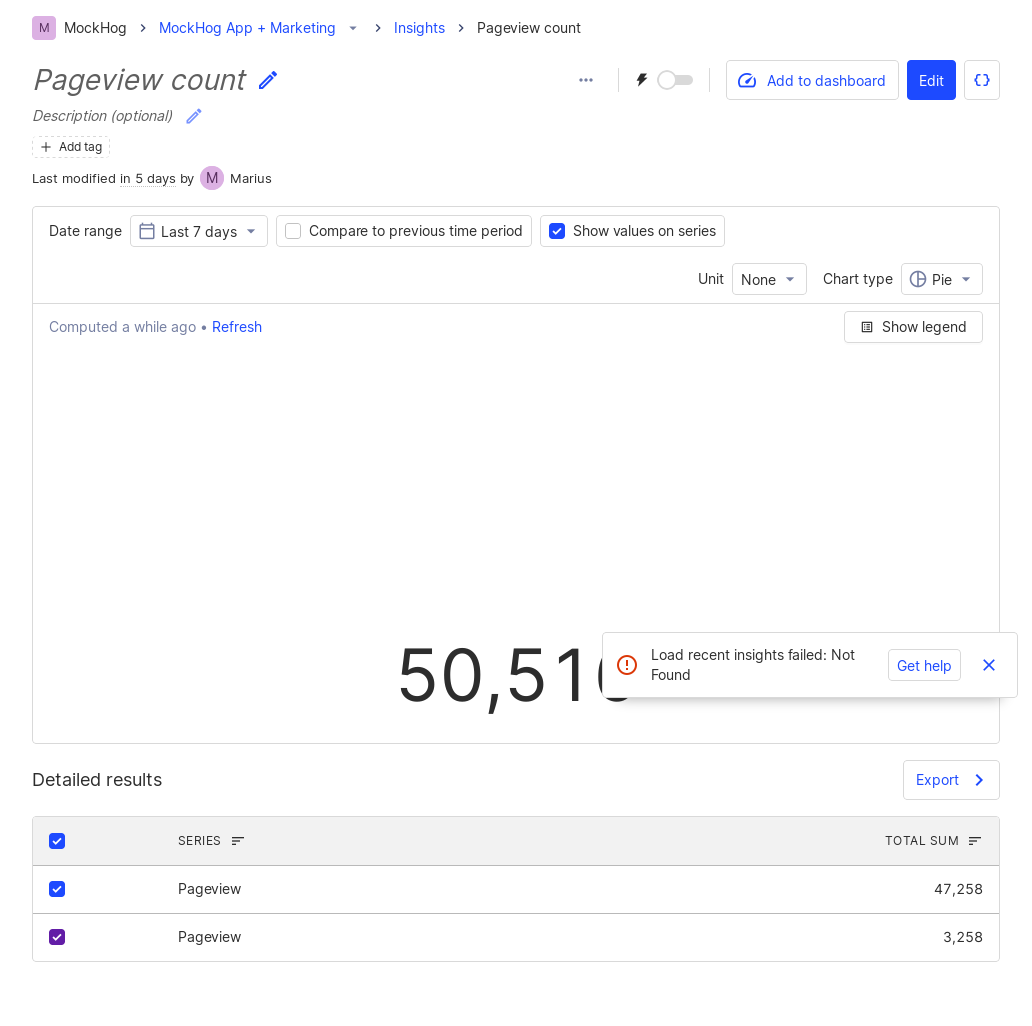 M MockHog MockHog App + Marketing Insights Pageview count
Pageview count
Add to dashboard Edit
Description (optional)
Add tag
Last modified in 5 days by M Marius
Date range Last 7 days Compare to previous time period Show values on series
Unit None Chart type Pie
Computed a while ago • Refresh Show legend
50,516
Load recent insights failed: Not
Found
Get help
Detailed results Export
SERIES TOTAL SUM
Pageview 47,258
Pageview 3,258